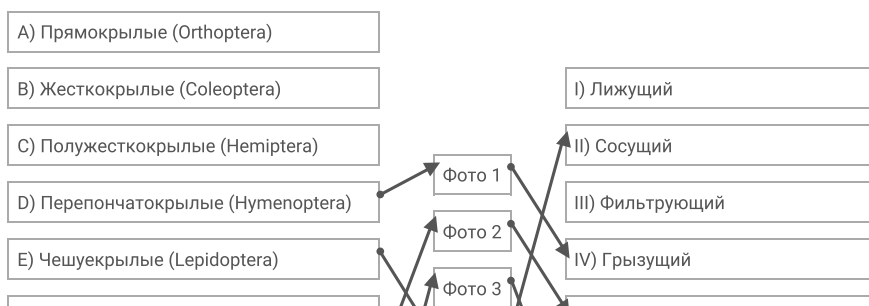 A) Прямокрылые (Orthoptera)
B) Жесткокрылые (Coleoptera)
C) Полужесткокрылые (Hemiptera)
D) Перепончатокрылые (Hymenoptera)
E) Чешуекрылые (Lepidoptera)
Фото 1
Фото 2
Фото 3
I) Лижущий
II) Сосущий
III) Фильтрующий
IV) Грызущий